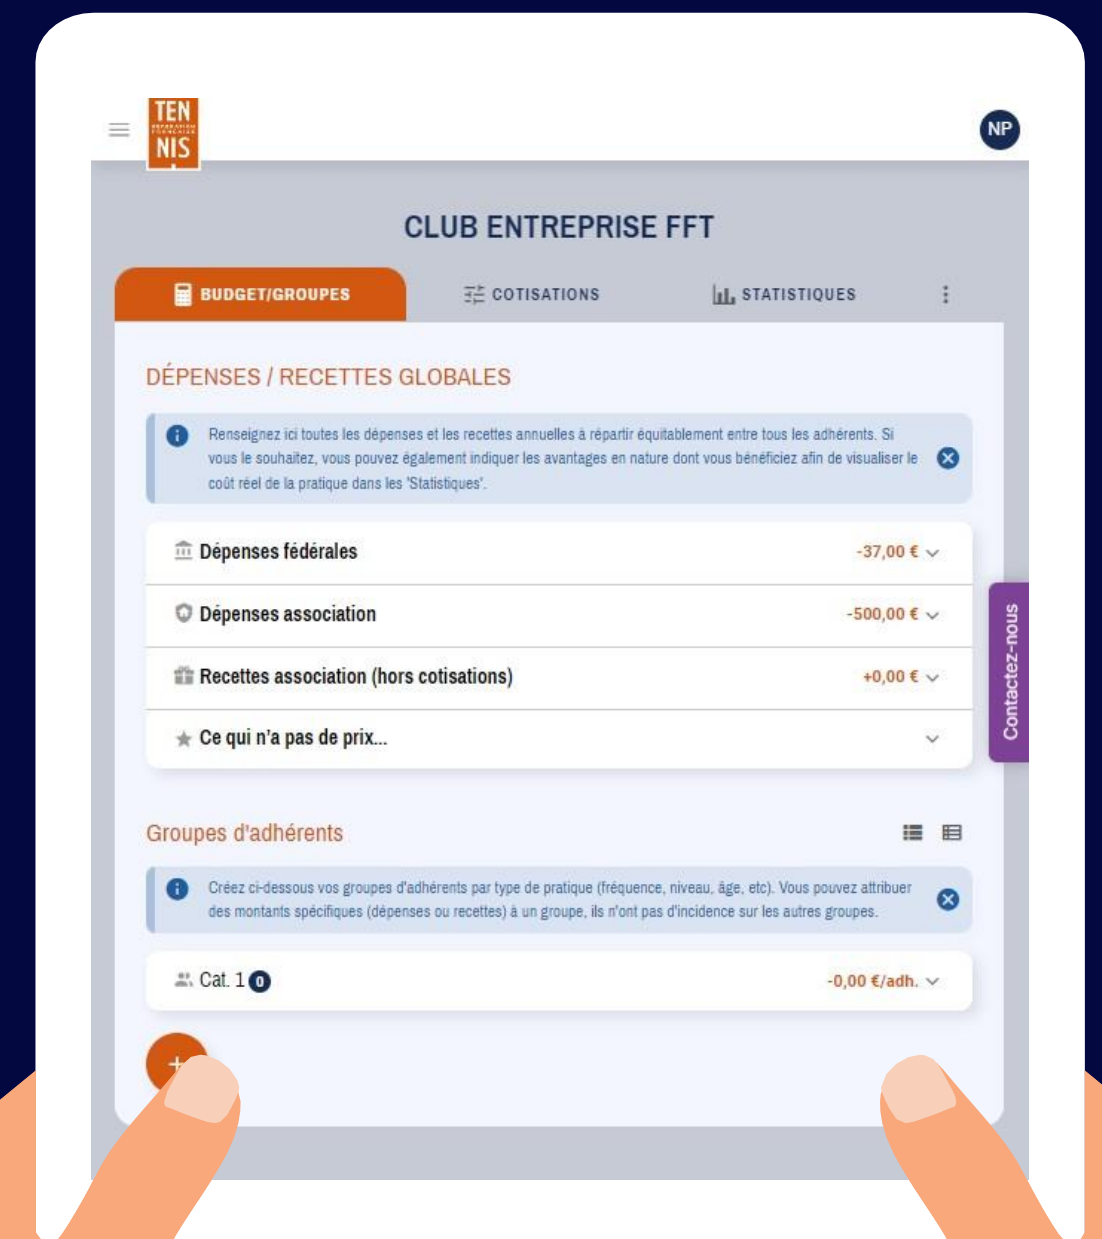 TEN
FÉDÉRATION
FRANÇAISE
NIS
NP
CLUB ENTREPRISE FFT
BUDGET/GROUPES
COTISATIONS
STATISTIQUES
DÉPENSES / RECETTES GLOBALES
Renseignez ici toutes les dépenses et les recettes annuelles à répartir équitablement entre tous les adhérents. Si
vous le souhaitez, vous pouvez également indiquer les avantages en nature dont vous bénéficiez afin de visualiser le
coût réel de la pratique dans les 'Statistiques'.
Dépenses fédérales -37,00 €
Dépenses association -500,00 €
Recettes association (hors cotisations) +0,00 €
Ce qui n'a pas de prix...
Contactez-nous
Groupes d'adhérents
Créez ci-dessous vos groupes d'adhérents par type de pratique (fréquence, niveau, âge, etc). Vous pouvez attribuer
des montants spécifiques (dépenses ou recettes) à un groupe, ils n'ont pas d'incidence sur les autres groupes.
Cat. 1 0 -0,00 €/adh.
+